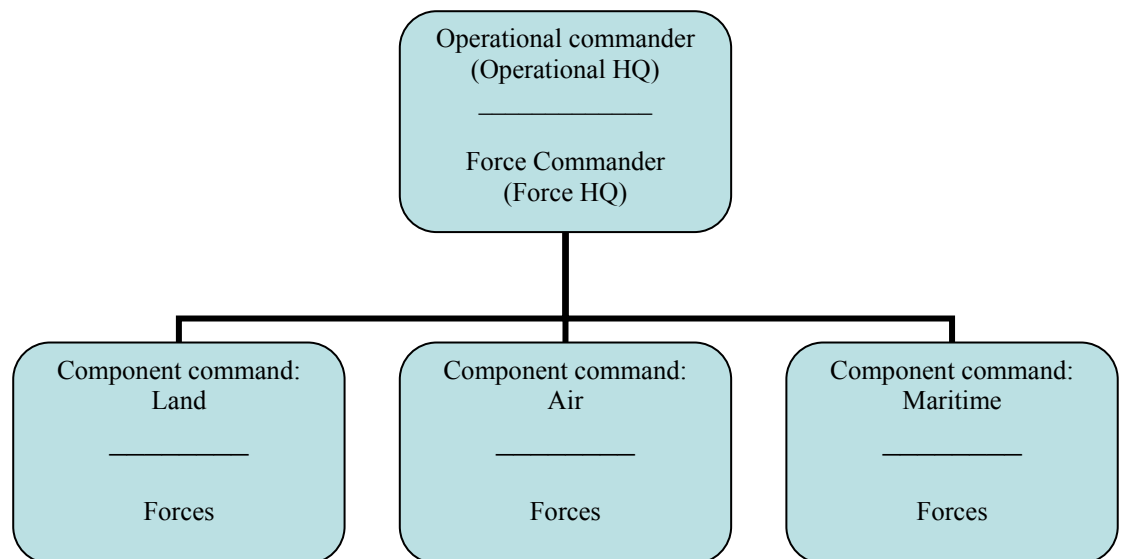 Operational commander
(Operational HQ)
Force Commander
(Force HQ)
Component command:
Land
Forces
Component command:
Air
Forces
Component command:
Maritime
Forces